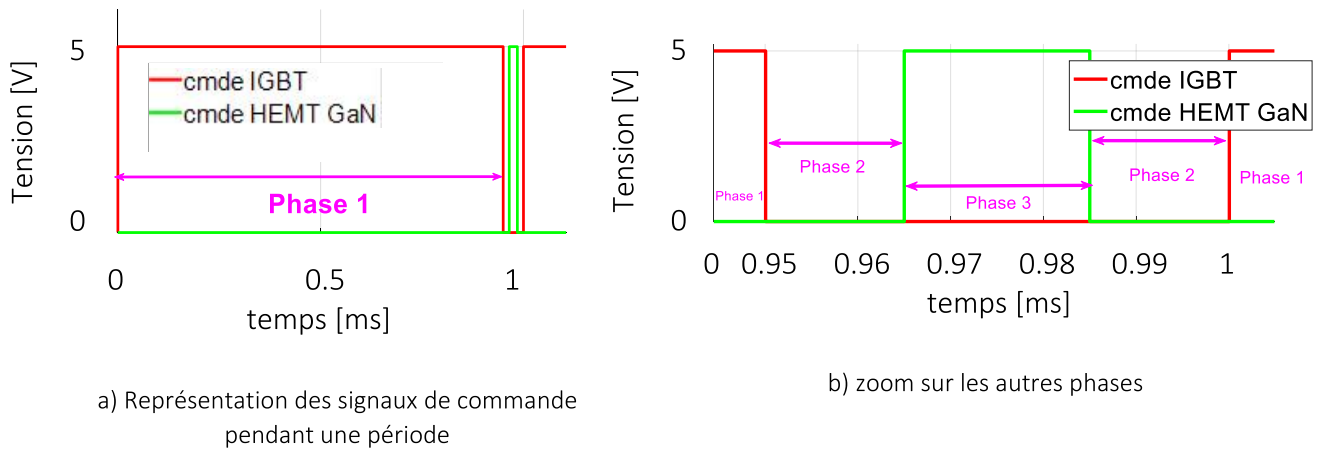 Tension [V]
5
0
cmde IGBT
cmde HEMT GaN
Phase 1
0
0.5
1
temps [ms]
a) Représentation des signaux de commande
pendant une période
Tension [V]
5
0
cmde IGBT
cmde HEMT GaN
Phase 1
Phase 2
Phase 3
Phase 2
Phase 1
0
0.95
0.96
0.97
0.98
0.99
1
temps [ms]
b) zoom sur les autres phases